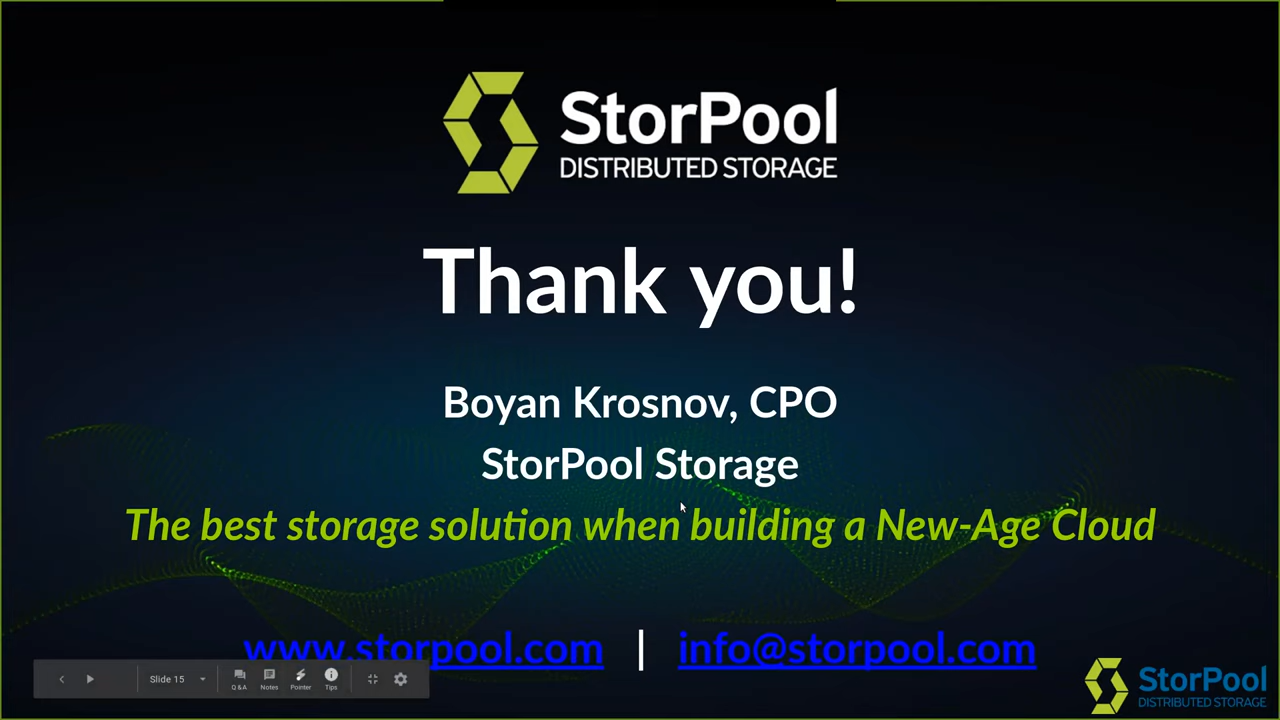 StorPool
DISTRIBUTED STORAGE
Thank you!
Boyan Krosnov, CPO
StorPool Storage
The best storage solution when building a New-Age Cloud
www.storpool.com | info@storpool.com
Slide 15
Q&A Notes Pointer Tips
StorPool
DISTRIBUTED STORAGE